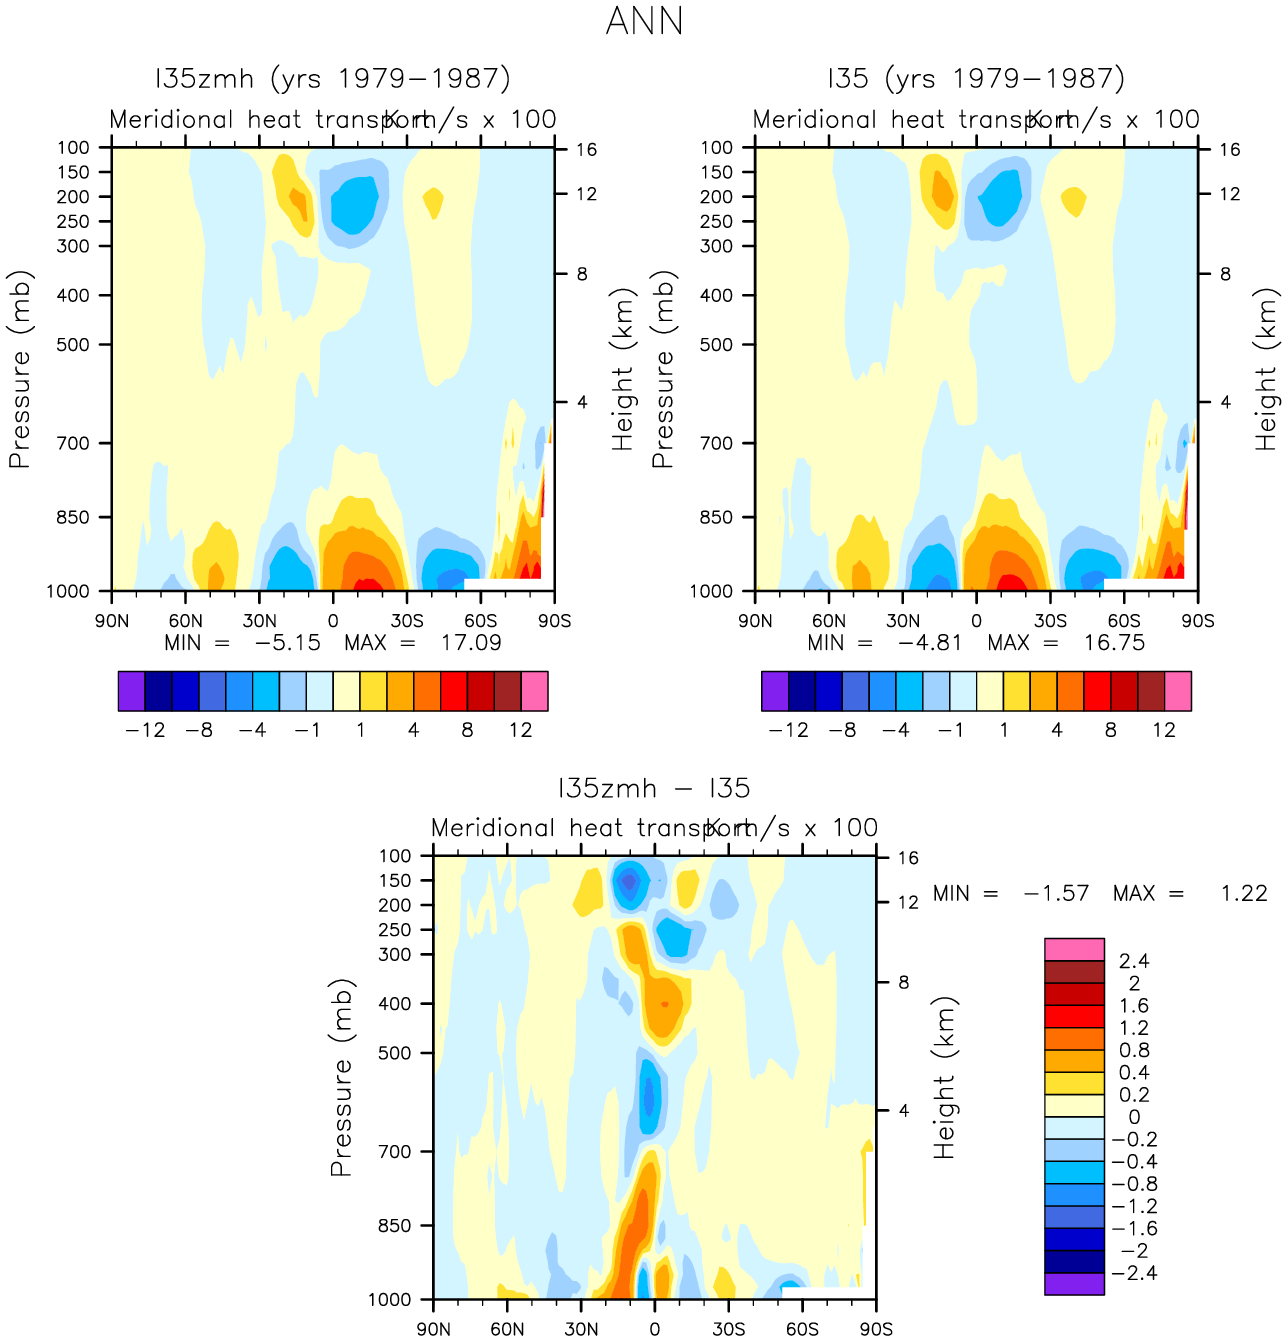 ANN
I35zmh (yrs 1979−1987)
Meridional heat transport K m/s x 100
100
150
200
250
300
400
500
700
850
1000
Pressure (mb)
16
12
8
4
Height (km)
90N 60N 30N 0 30S 60S 90S
MIN = −5.15 MAX = 17.09
−12 −8 −4 −1 1 4 8 12
I35 (yrs 1979−1987)
Meridional heat transport K m/s x 100
100
150
200
250
300
400
500
700
850
1000
Pressure (mb)
16
12
8
4
Height (km)
90N 60N 30N 0 30S 60S 90S
MIN = −4.81 MAX = 16.75
−12 −8 −4 −1 1 4 8 12
I35zmh − I35
Meridional heat transport K m/s x 100
100
150
200
250
300
400
500
700
850
1000
Pressure (mb)
16
12
8
4
Height (km)
90N 60N 30N 0 30S 60S 90S
MIN = −1.57 MAX = 1.22
2.4
2
1.6
1.2
0.8
0.4
0.2
0
−0.2
−0.4
−0.8
−1.2
−1.6
−2
−2.4